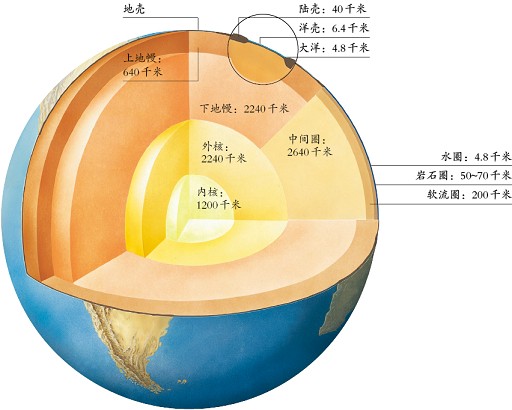 地壳
陆壳：40千米
洋壳：6.4千米
大洋：4.8千米
上地慢：
640千米
下地慢：2240千米
外核：
2240千米
中间圈：
2640千米
内核：
1200千米
水圈：4.8千米
岩石圈：50~70千米
软流圈：200千米